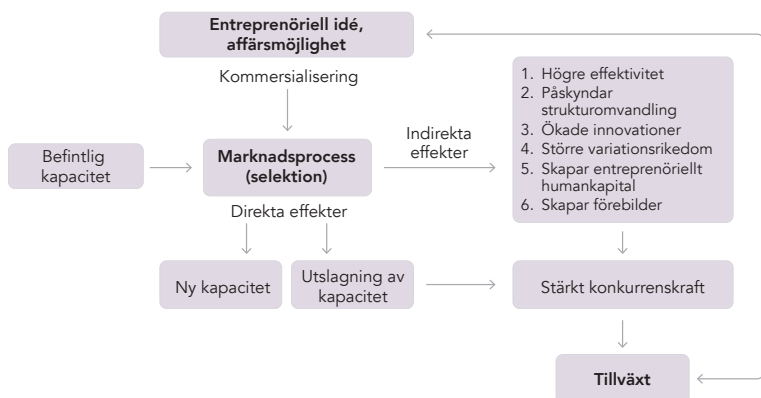 Entreprenöriell idé,
affärsmöjlighet
Kommersialisering
Befintlig
kapacitet
Marknadsprocess
(selektion)
Indirekta
effekter
1. Högre effektivitet
2. Påskyndar
strukturomvandling
3. Ökade innovationer
4. Större variationsrikedom
5. Skapar entreprenöriellt
humankapital
6. Skapar förebilder
Direkta effekter
Ny kapacitet
Utslagning av
kapacitet
Stärkt konkurrenskraft
Tillväxt